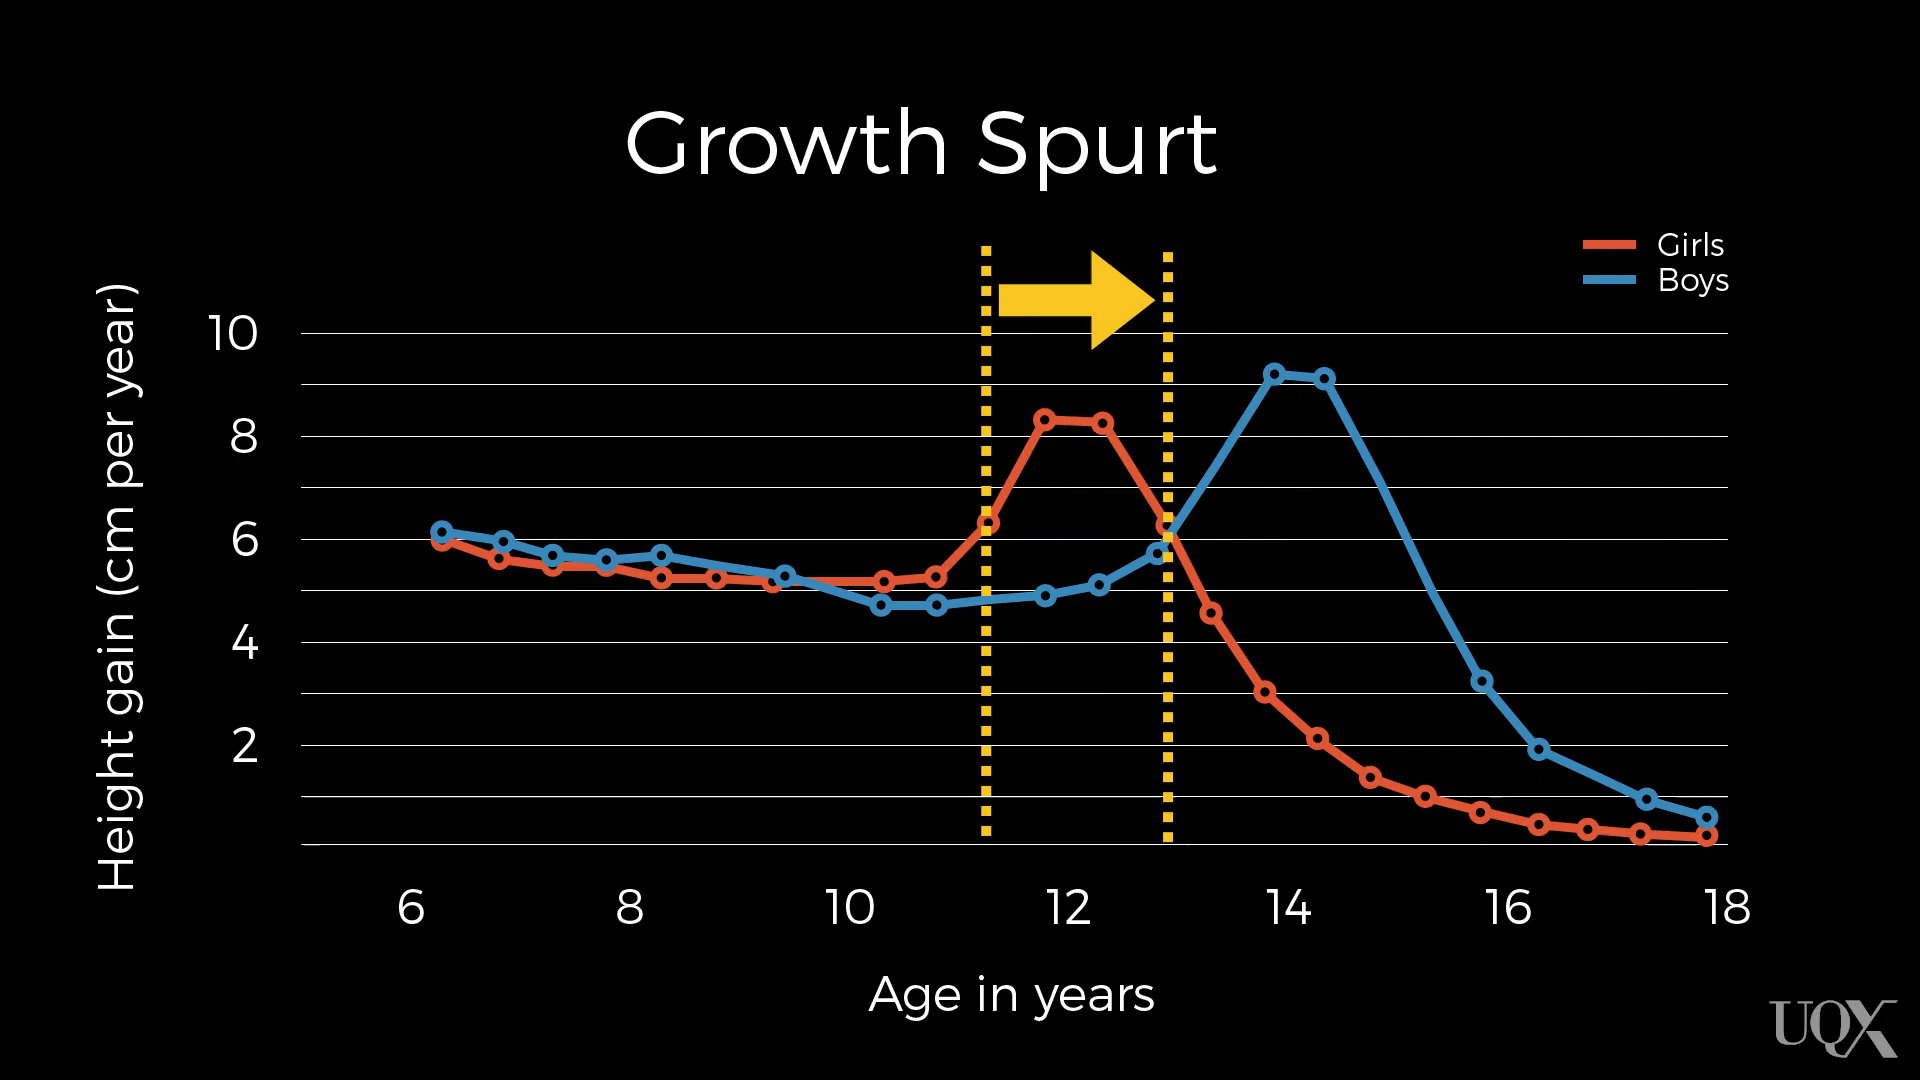 Growth Spurt
Girls
Boys
Height gain (cm per year)
10
8
6
4
2
6 8 10 12 14 16 18
Age in years
UQX